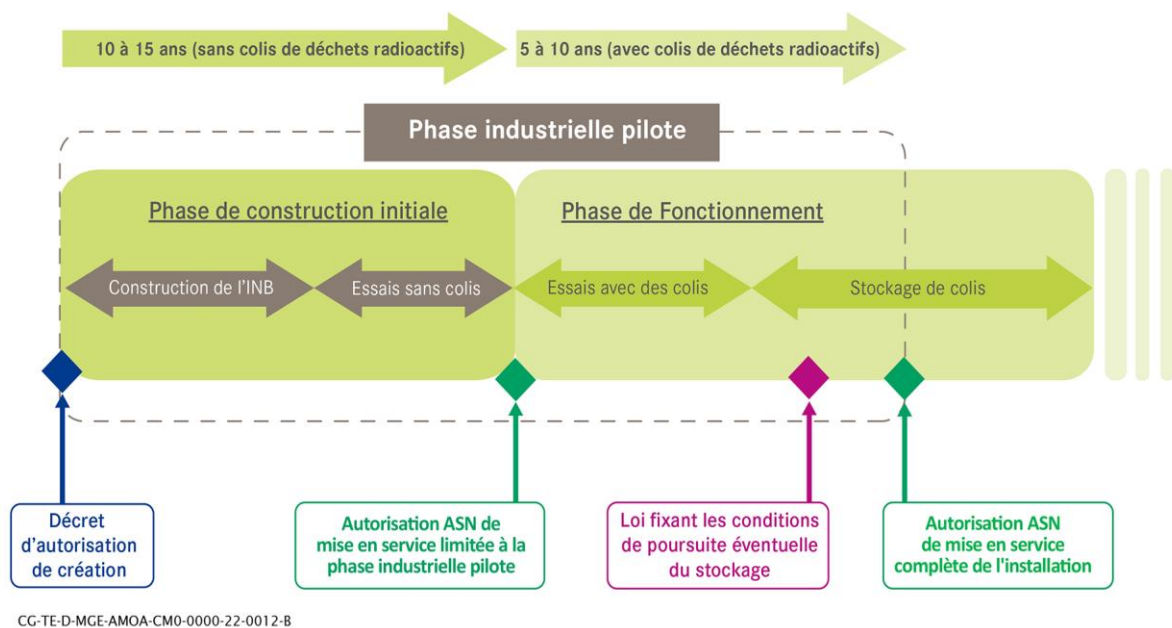 10 à 15 ans (sans colis de déchets radioactifs)
5 à 10 ans (avec colis de déchets radioactifs)
Phase industrielle pilote
Phase de construction initiale
Phase de Fonctionnement
Construction de l'INB
Essais sans colis
Essais avec des colis
Stockage de colis
Décret
d'autorisation
de création
Autorisation ASN de
mise en service limitée à la
phase industrielle pilote
Loi fixant les conditions
de poursuite éventuelle
du stockage
Autorisation ASN
de mise en service
complète de l'installation
CG-TE-D-MGE-AMOA-CM0-0000-22-0012-B